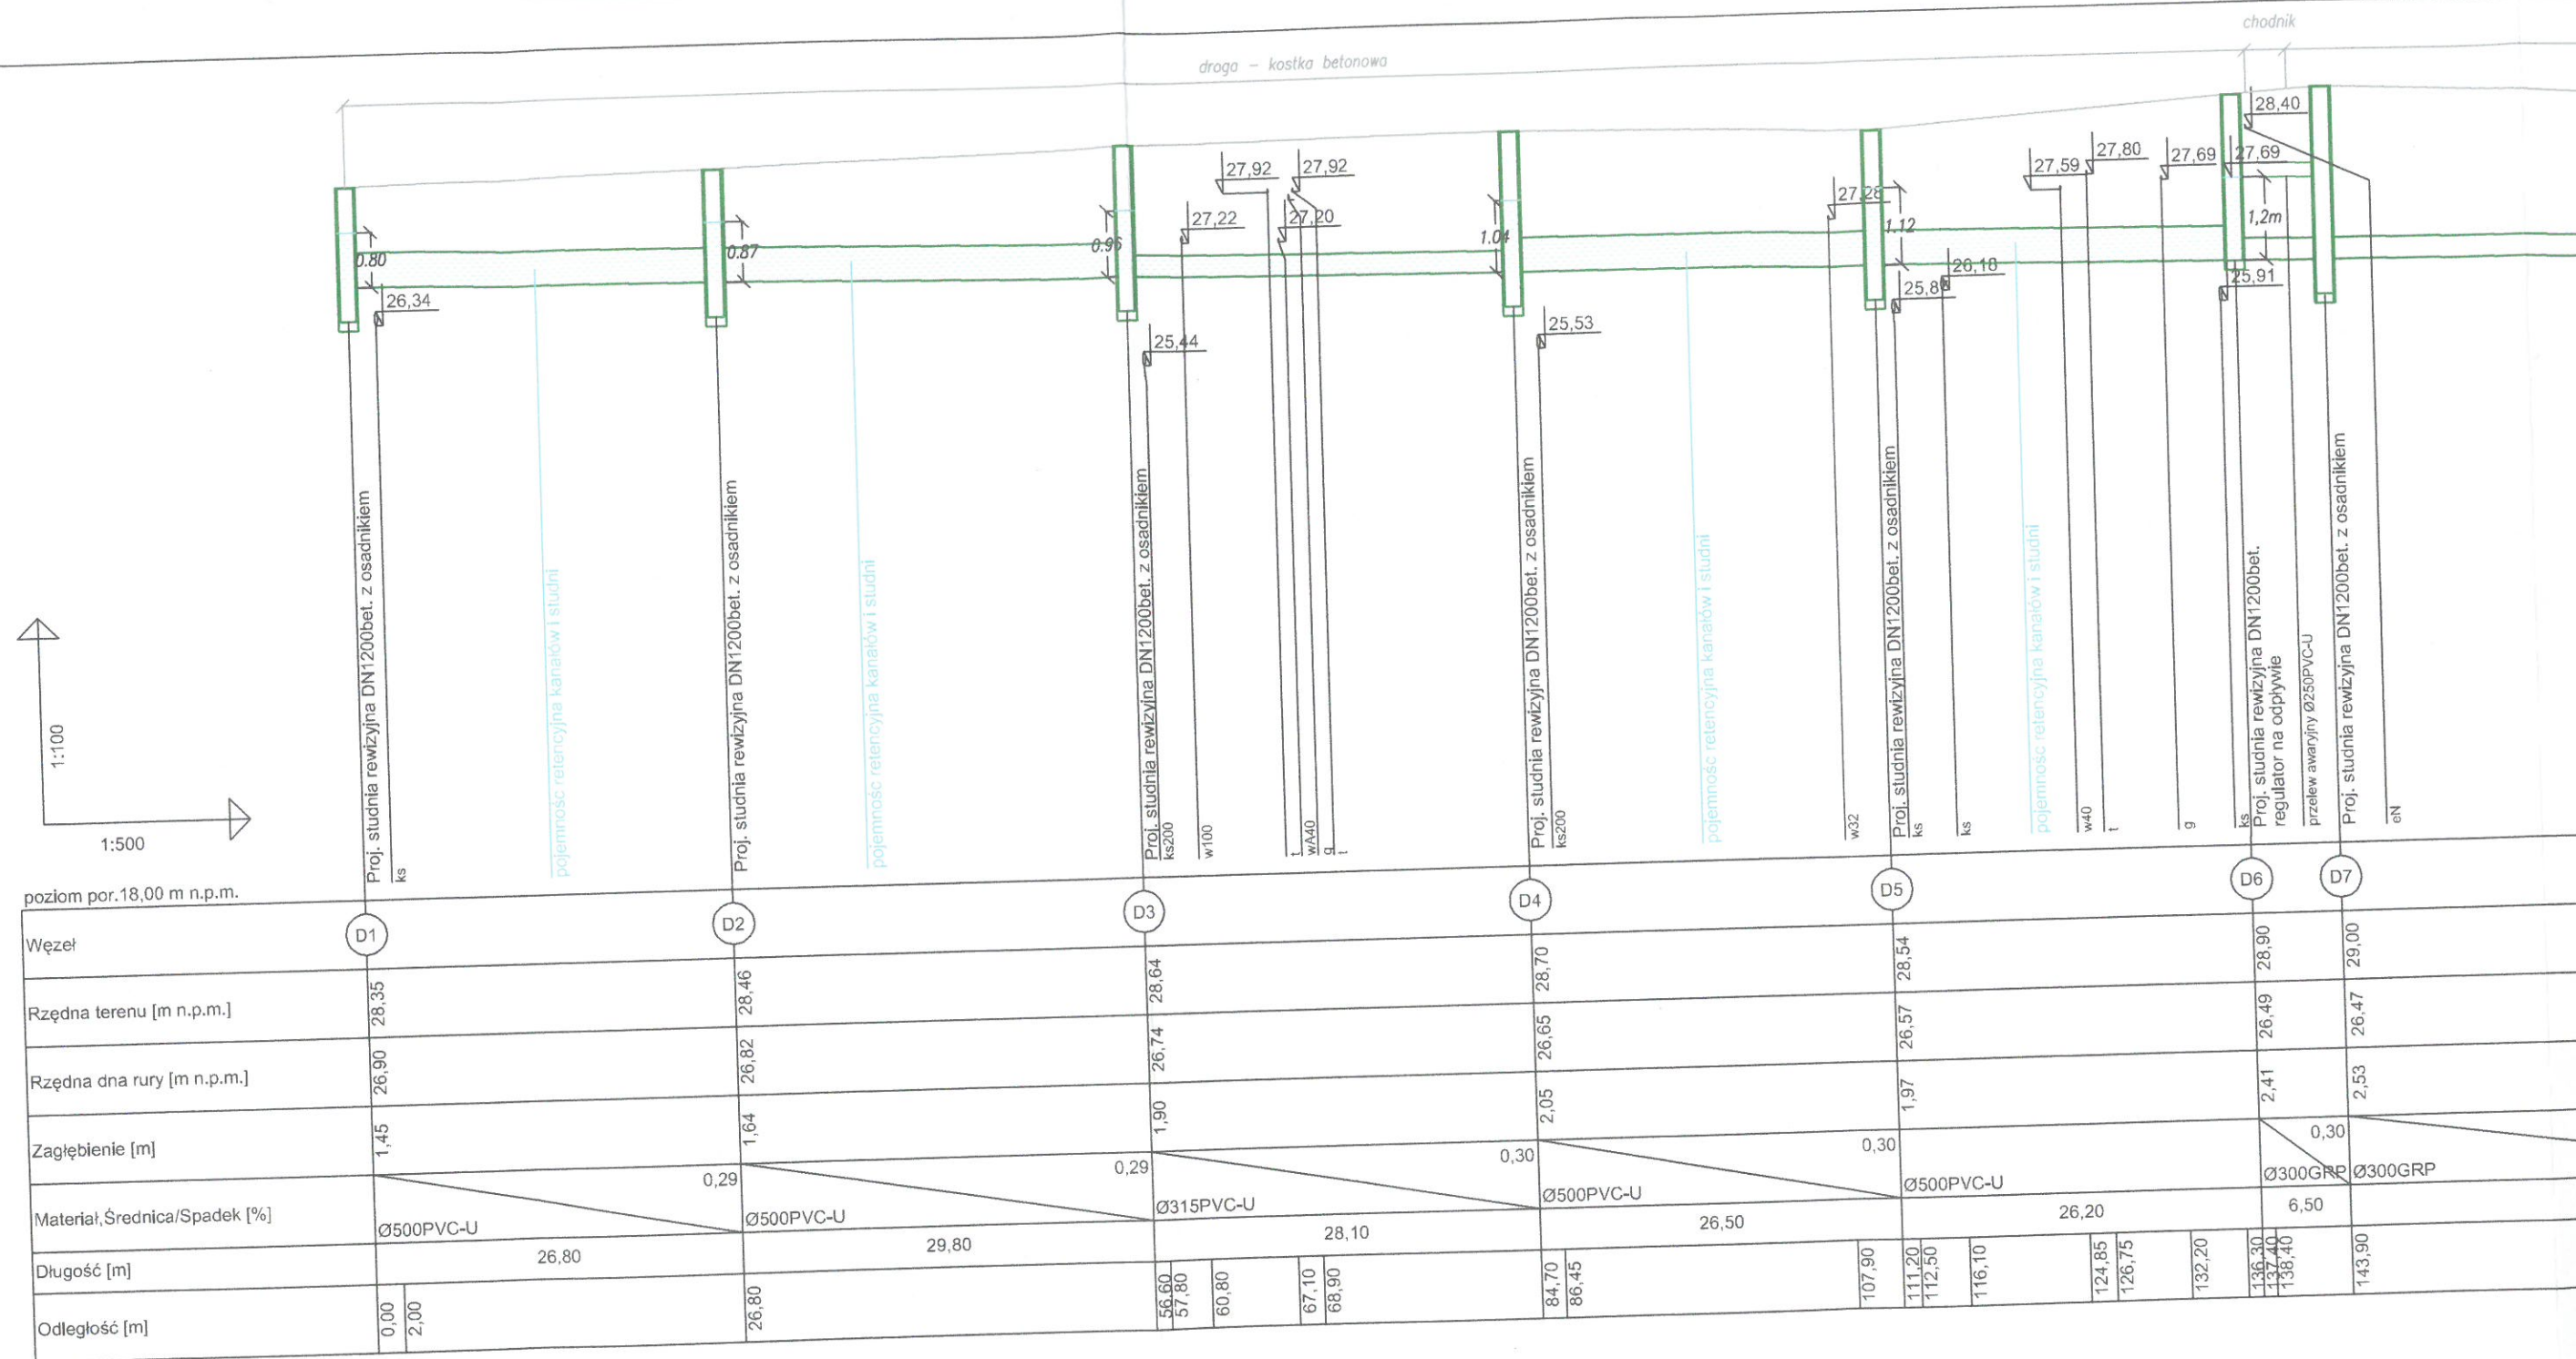 chodnik
droga – kostka betonowa
28,40
27,92
27,92
27,59
27,80
27,69
27,69
27,22
27,20
27,28
1,2m
0.80
0.87
0.96
1.04
1.12
26,34
25,44
25,53
25,8
26,18
25,91
Proj. studnia rewizyjna DN1200bet. z osadnikiem
ks
pojemność retencyjna kanałów i studni
Proj. studnia rewizyjna DN1200bet. z osadnikiem
pojemność retencyjna kanałów i studni
Proj. studnia rewizyjna DN1200bet. z osadnikiem
ks200
w100
t
wA40
g
t
Proj. studnia rewizyjna DN1200bet. z osadnikiem
ks200
pojemność retencyjna kanałów i studni
w32
Proj. studnia rewizyjna DN1200bet. z osadnikiem
ks
ks
pojemność retencyjna kanałów i studni
w40
t
g
ks
Proj. studnia rewizyjna DN1200bet.
regulator na odpływie
przelew awaryjny Ø250PVC-U
Proj. studnia rewizyjna DN1200bet. z osadnikiem
eN
1:100
1:500
poziom por.18,00 m n.p.m.
Węzeł
D1 D2 D3 D4 D5 D6 D7
Rzędna terenu [m n.p.m.]
28,35 28,46 28,64 28,70 28,54 28,90 29,00
Rzędna dna rury [m n.p.m.]
26,90 26,82 26,74 26,65 26,57 26,49 26,47
Zagłębienie [m]
1,45 1,64 1,90 2,05 1,97 2,41 2,53
Materiał,Średnica/Spadek [%]
0,29 0,29 0,30 0,30 0,30
Ø500PVC-U Ø500PVC-U Ø315PVC-U Ø500PVC-U Ø500PVC-U Ø300GRP Ø300GRP
Długość [m]
26,80 29,80 28,10 26,50 26,20 6,50
Odległość [m]
0,00 2,00 26,80 56,60 57,80 60,80 67,10 68,90 84,70 86,45 107,90 111,20 112,50 116,10 124,85 126,75 132,20 136,30 137,40 138,40 143,90